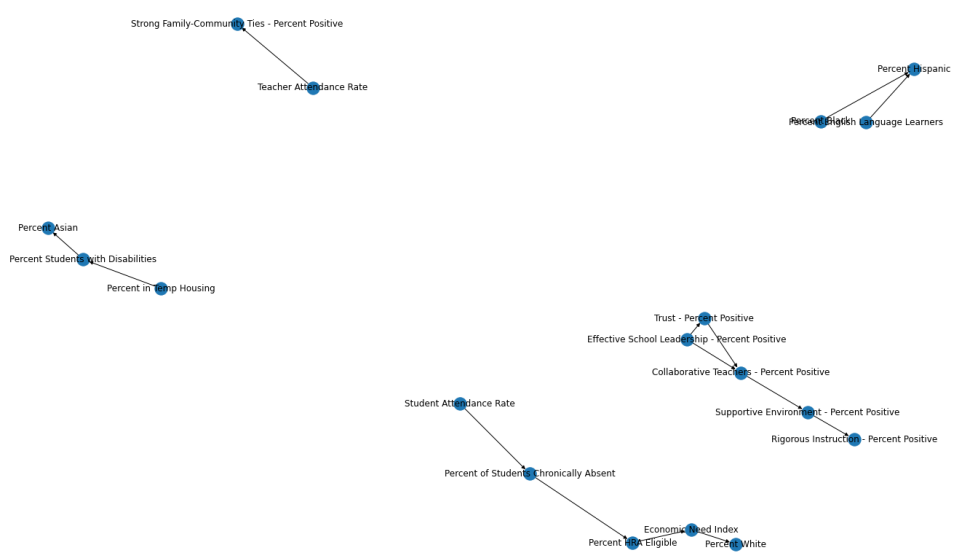 Strong Family-Community Ties - Percent Positive
Teacher Attendance Rate
Percent Hispanic
Percent Black
Percent English Language Learners
Percent Asian
Percent Students with Disabilities
Percent in Temp Housing
Trust - Percent Positive
Effective School Leadership - Percent Positive
Collaborative Teachers - Percent Positive
Student Attendance Rate
Supportive Environment - Percent Positive
Rigorous Instruction - Percent Positive
Percent of Students Chronically Absent
Economic Need Index
Percent HRA Eligible
Percent White